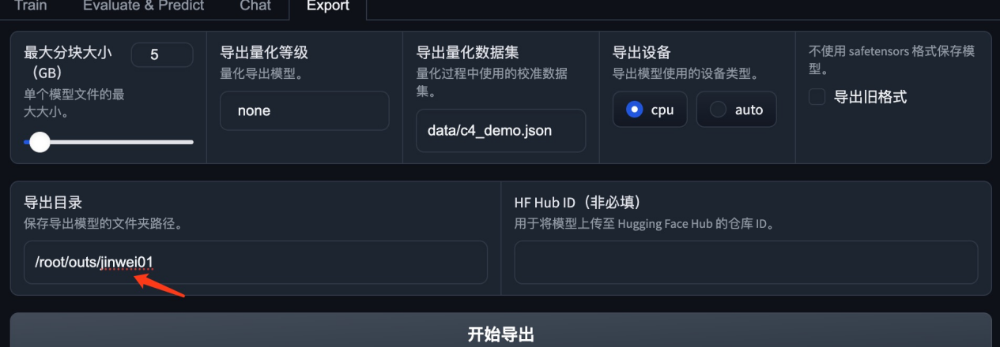 Train Evaluate & Predict Chat Export
最大分块大小（GB）
单个模型文件的最大大小。
5
导出量化等级
量化导出模型。
none
导出量化数据集
量化过程中使用的校准数据集。
data/c4_demo.json
导出设备
导出模型使用的设备类型。
cpu
auto
不使用 safetensors 格式保存模型。
导出旧格式
导出目录
保存导出模型的文件夹路径。
/root/outs/jinwei01
HF Hub ID（非必填）
用于将模型上传至 Hugging Face Hub 的仓库 ID。
开始导出